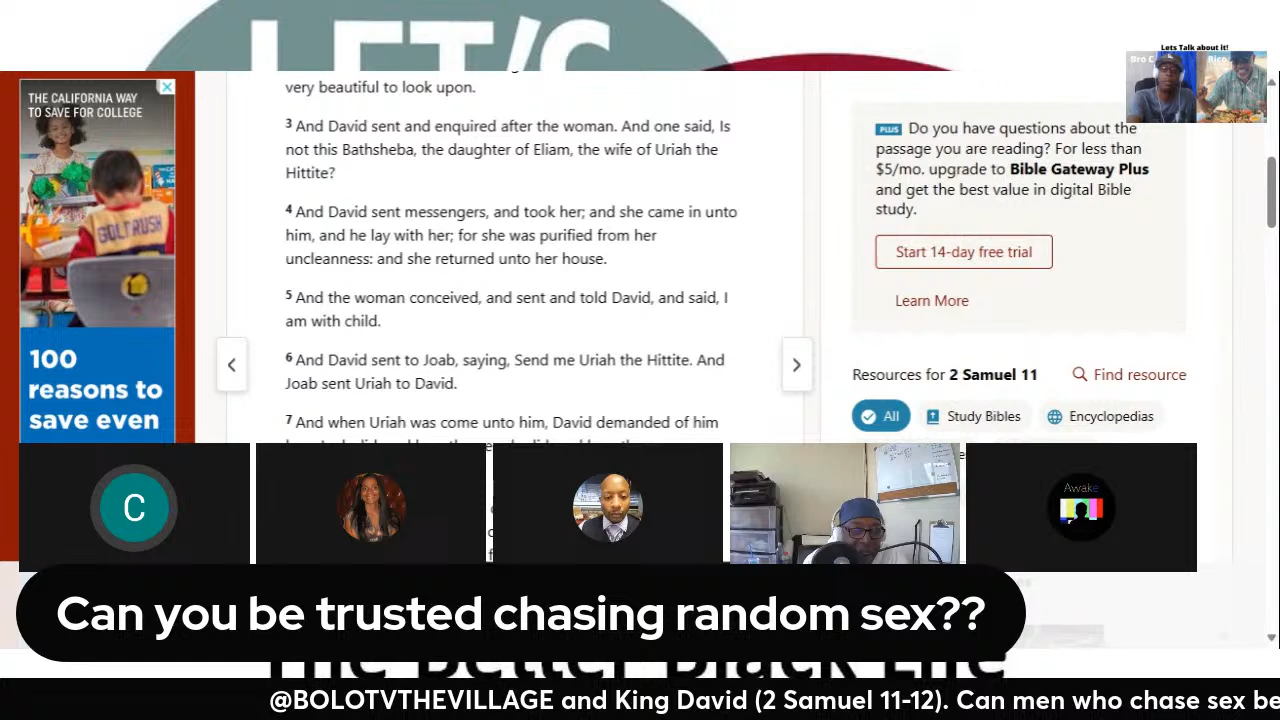 LET'S
Lets Talk about it!
Bro C
Rico
THE CALIFORNIA WAY
TO SAVE FOR COLLEGE
GOLTRUSH
100
reasons to
save even
very beautiful to look upon.
3 And David sent and enquired after the woman. And one said, Is
not this Bathsheba, the daughter of Eliam, the wife of Uriah the
Hittite?
4 And David sent messengers, and took her; and she came in unto
him, and he lay with her; for she was purified from her
uncleanness: and she returned unto her house.
5 And the woman conceived, and sent and told David, and said, I
am with child.
6 And David sent to Joab, saying, Send me Uriah the Hittite. And
Joab sent Uriah to David.
7 And when Uriah was come unto him, David demanded of him
PLUS Do you have questions about the
passage you are reading? For less than
$5/mo. upgrade to Bible Gateway Plus
and get the best value in digital Bible
study.
Start 14-day free trial
Learn More
Resources for 2 Samuel 11
Find resource
All
Study Bibles
Encyclopedias
C
Awake
Can you be trusted chasing random sex??
The Better Black Life
@BOLOTVTHEVILLAGE and King David (2 Samuel 11-12). Can men who chase sex be